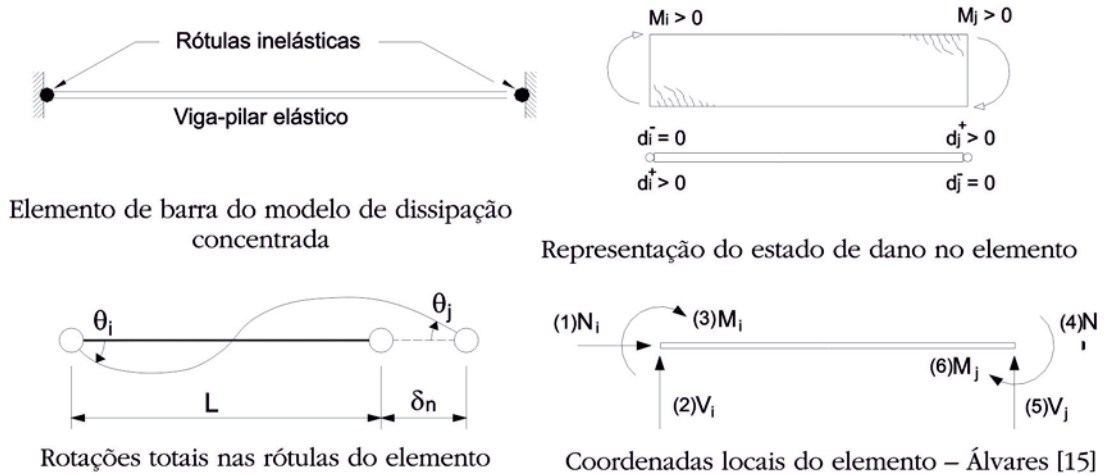 Rótulas inelásticas
Viga-pilar elástico
Elemento de barra do modelo de dissipação
concentrada
Mi > 0
Mj > 0
di⁻ = 0
dj⁺ > 0
di⁺ > 0
dj⁻ = 0
Representação do estado de dano no elemento
θi
θj
L
δn
Rotações totais nas rótulas do elemento
(1)Ni
(3)Mi
(4)N
(6)Mj
(2)Vi
(5)Vj
Coordenadas locais do elemento – Álvares [15]